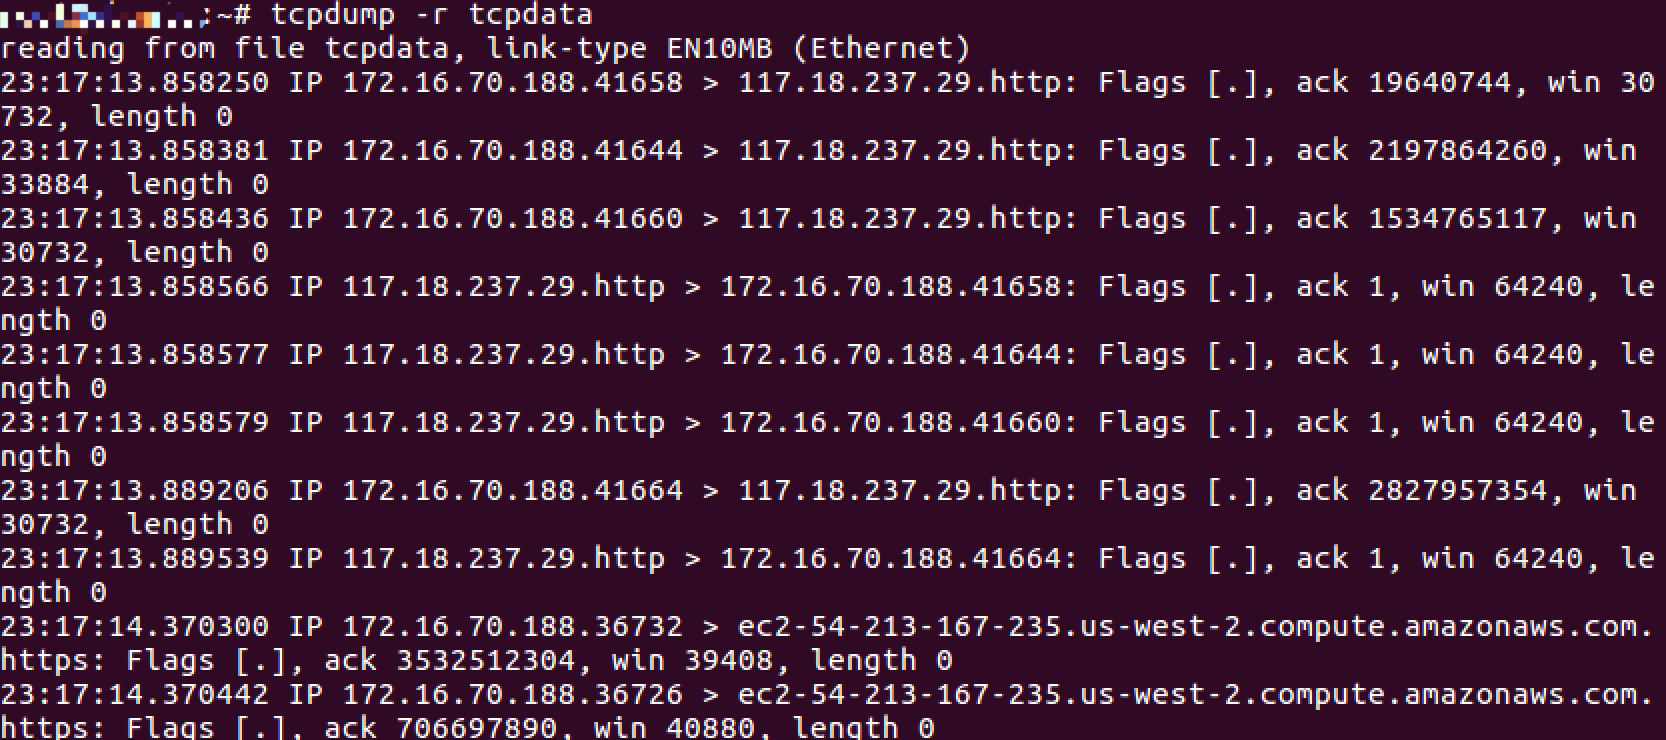 :~# tcpdump -r tcpdata
reading from file tcpdata, link-type EN10MB (Ethernet)
23:17:13.858250 IP 172.16.70.188.41658 > 117.18.237.29.http: Flags [.], ack 19640744, win 30
732, length 0
23:17:13.858381 IP 172.16.70.188.41644 > 117.18.237.29.http: Flags [.], ack 2197864260, win
33884, length 0
23:17:13.858436 IP 172.16.70.188.41660 > 117.18.237.29.http: Flags [.], ack 1534765117, win
30732, length 0
23:17:13.858566 IP 117.18.237.29.http > 172.16.70.188.41658: Flags [.], ack 1, win 64240, le
ngth 0
23:17:13.858577 IP 117.18.237.29.http > 172.16.70.188.41644: Flags [.], ack 1, win 64240, le
ngth 0
23:17:13.858579 IP 117.18.237.29.http > 172.16.70.188.41660: Flags [.], ack 1, win 64240, le
ngth 0
23:17:13.889206 IP 172.16.70.188.41664 > 117.18.237.29.http: Flags [.], ack 2827957354, win
30732, length 0
23:17:13.889539 IP 117.18.237.29.http > 172.16.70.188.41664: Flags [.], ack 1, win 64240, le
ngth 0
23:17:14.370300 IP 172.16.70.188.36732 > ec2-54-213-167-235.us-west-2.compute.amazonaws.com.
https: Flags [.], ack 3532512304, win 39408, length 0
23:17:14.370442 IP 172.16.70.188.36726 > ec2-54-213-167-235.us-west-2.compute.amazonaws.com.
https: Flags [.], ack 706697890, win 40880, length 0